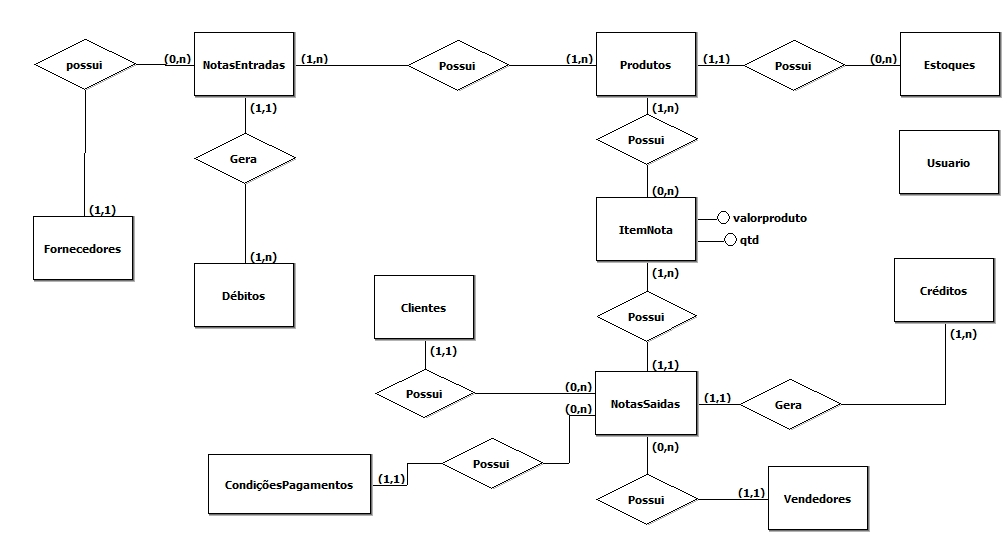 possui
(0,n)
NotasEntradas
(1,n)
Possui
(1,n)
Produtos
(1,1)
Possui
(0,n)
Estoques
(1,1)
Gera
(1,n)
Débitos
(1,1)
Fornecedores
(1,n)
Possui
(0,n)
ItemNota
valorproduto
qtd
Usuario
(1,n)
Possui
(1,1)
Clientes
(1,1)
Possui
(0,n)
(0,n)
NotasSaidas
(1,1)
Gera
(1,n)
Créditos
CondiçõesPagamentos
(1,1)
Possui
(0,n)
Possui
(1,1)
Vendedores